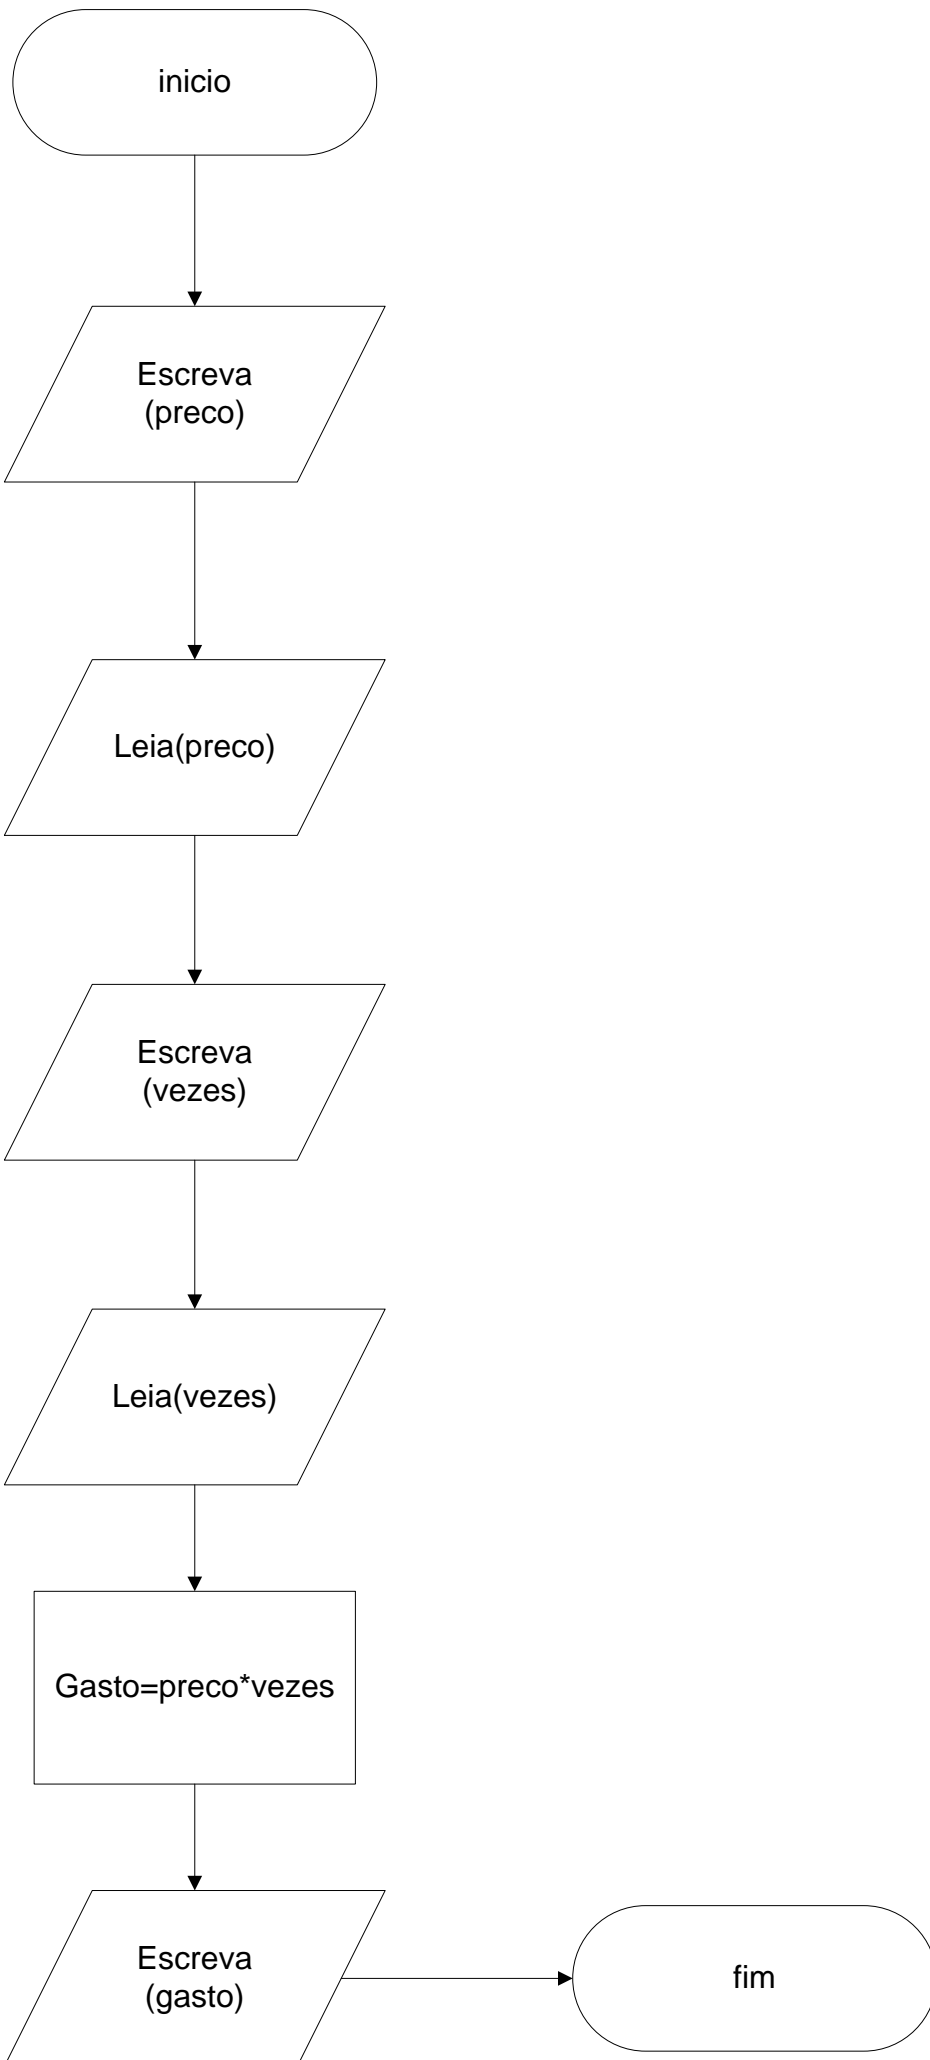 inicio
Escreva
(preco)
Leia(preco)
Escreva
(vezes)
Leia(vezes)
Gasto=preco*vezes
Escreva
(gasto)
fim